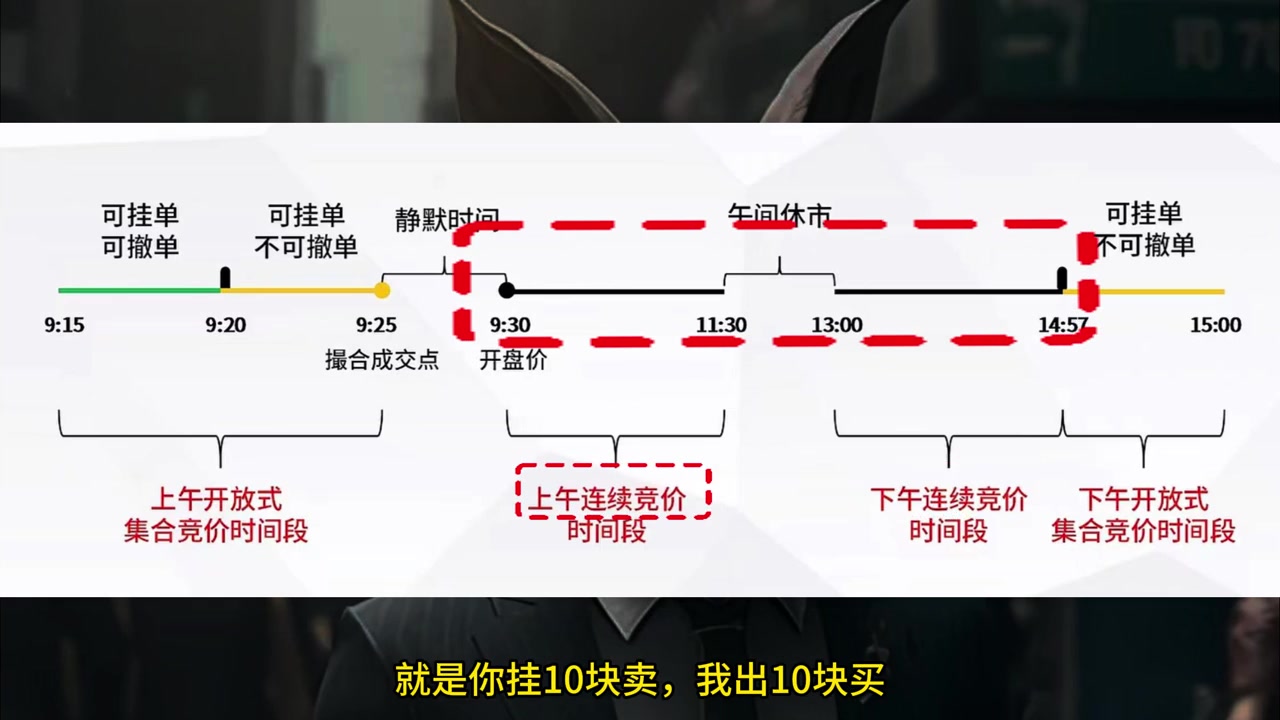 可挂单
可撤单
可挂单
不可撤单
静默时间
午间休市
可挂单
不可撤单
9:15
9:20
9:25
9:30
11:30
13:00
14:57
15:00
撮合成交点
开盘价
上午开放式
集合竞价时间段
上午连续竞价
时间段
下午连续竞价
时间段
下午开放式
集合竞价时间段
就是你挂10块卖，我出10块买